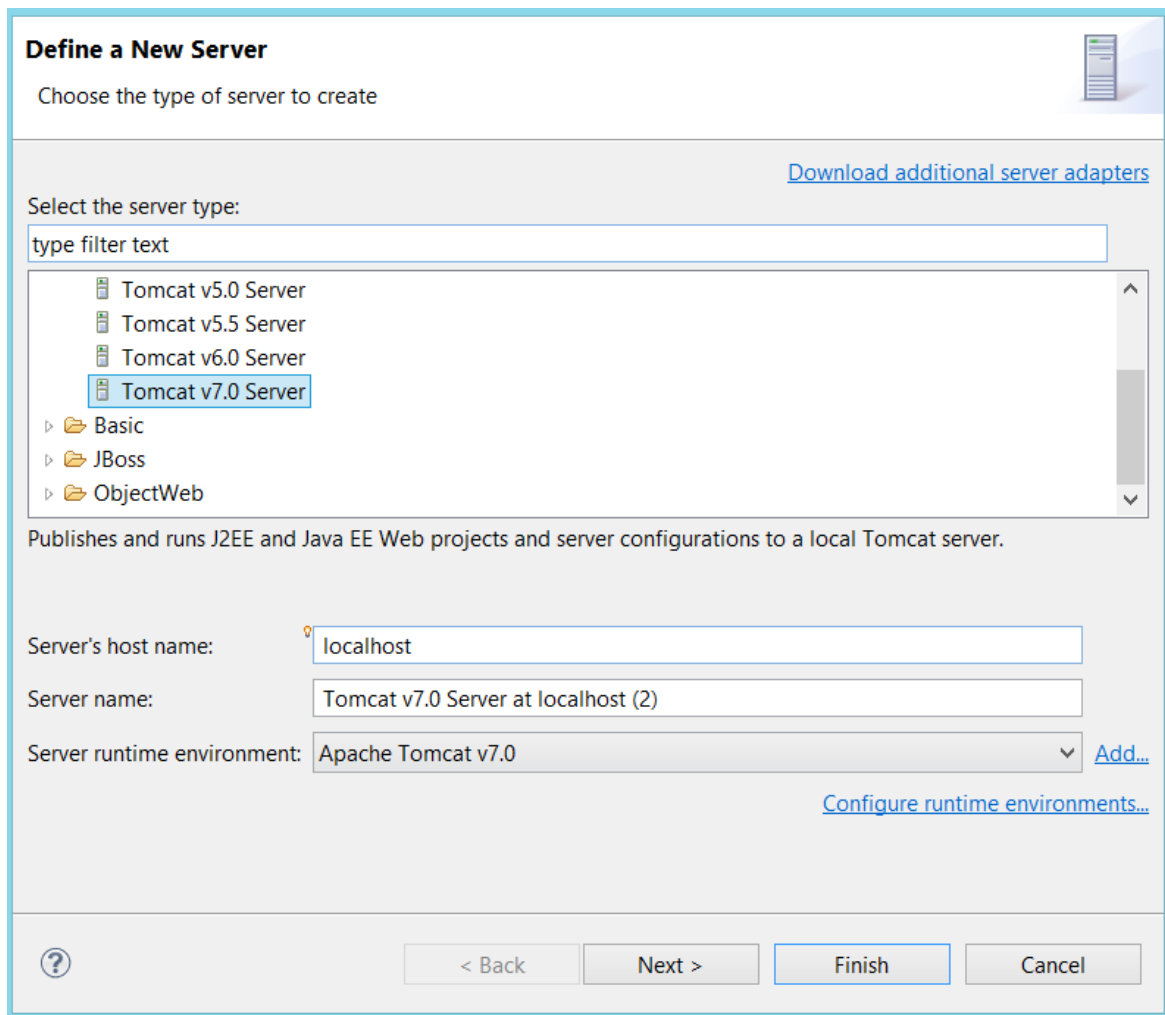 Define a New Server
Choose the type of server to create
Download additional server adapters
Select the server type:
type filter text
Tomcat v5.0 Server
Tomcat v5.5 Server
Tomcat v6.0 Server
Tomcat v7.0 Server
Basic
JBoss
ObjectWeb
Publishes and runs J2EE and Java EE Web projects and server configurations to a local Tomcat server.
Server's host name: localhost
Server name: Tomcat v7.0 Server at localhost (2)
Server runtime environment: Apache Tomcat v7.0 Add...
Configure runtime environments...
? < Back Next > Finish Cancel